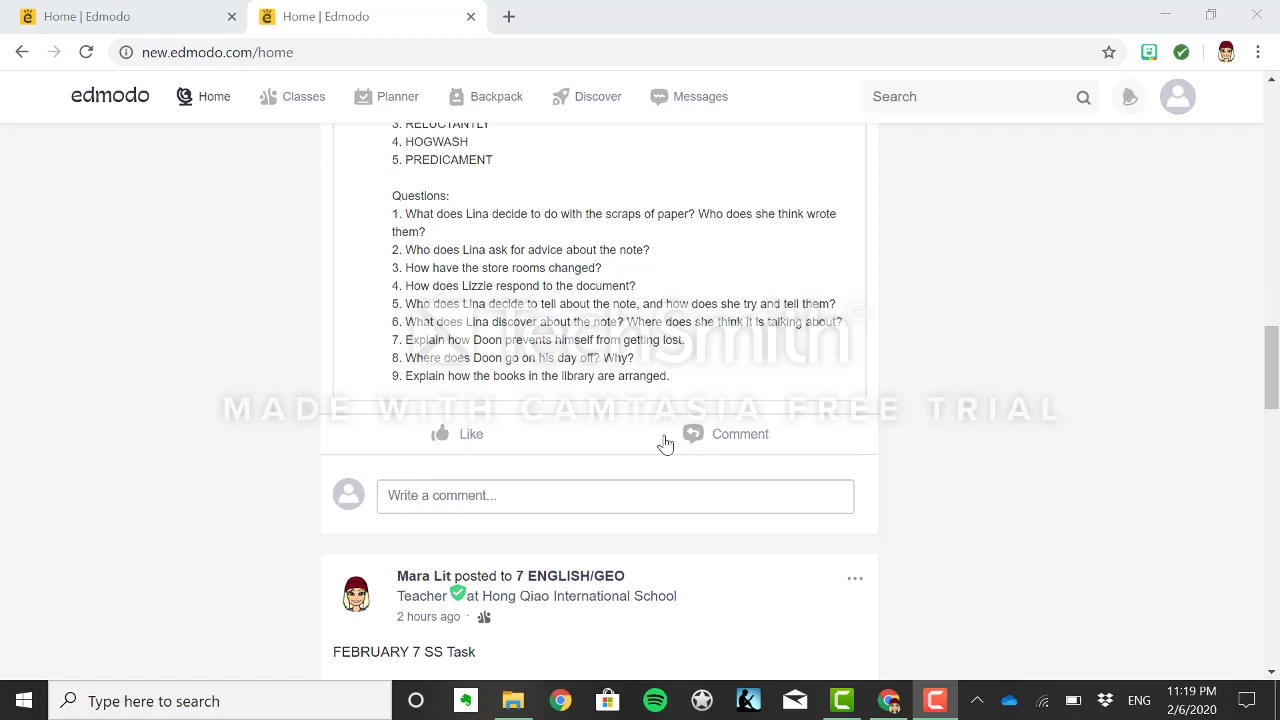 Home | Edmodo
Home | Edmodo
new.edmodo.com/home
edmodo Home Classes Planner Backpack Discover Messages Search
3. RELUCTANTLY
4. HOGWASH
5. PREDICAMENT
Questions:
1. What does Lina decide to do with the scraps of paper? Who does she think wrote
them?
2. Who does Lina ask for advice about the note?
3. How have the store rooms changed?
4. How does Lizzie respond to the document?
5. Who does Lina decide to tell about the note, and how does she try and tell them?
6. What does Lina discover about the note? Where does she think it is talking about?
7. Explain how Doon prevents himself from getting lost.
8. Where does Doon go on his day off? Why?
9. Explain how the books in the library are arranged.
TechSmith®
MADE WITH CAMTASIA FREE TRIAL
Like Comment
Write a comment...
Mara Lit posted to 7 ENGLISH/GEO
Teacher at Hong Qiao International School
2 hours ago ·
FEBRUARY 7 SS Task
Type here to search
ENG
11:19 PM
2/6/2020